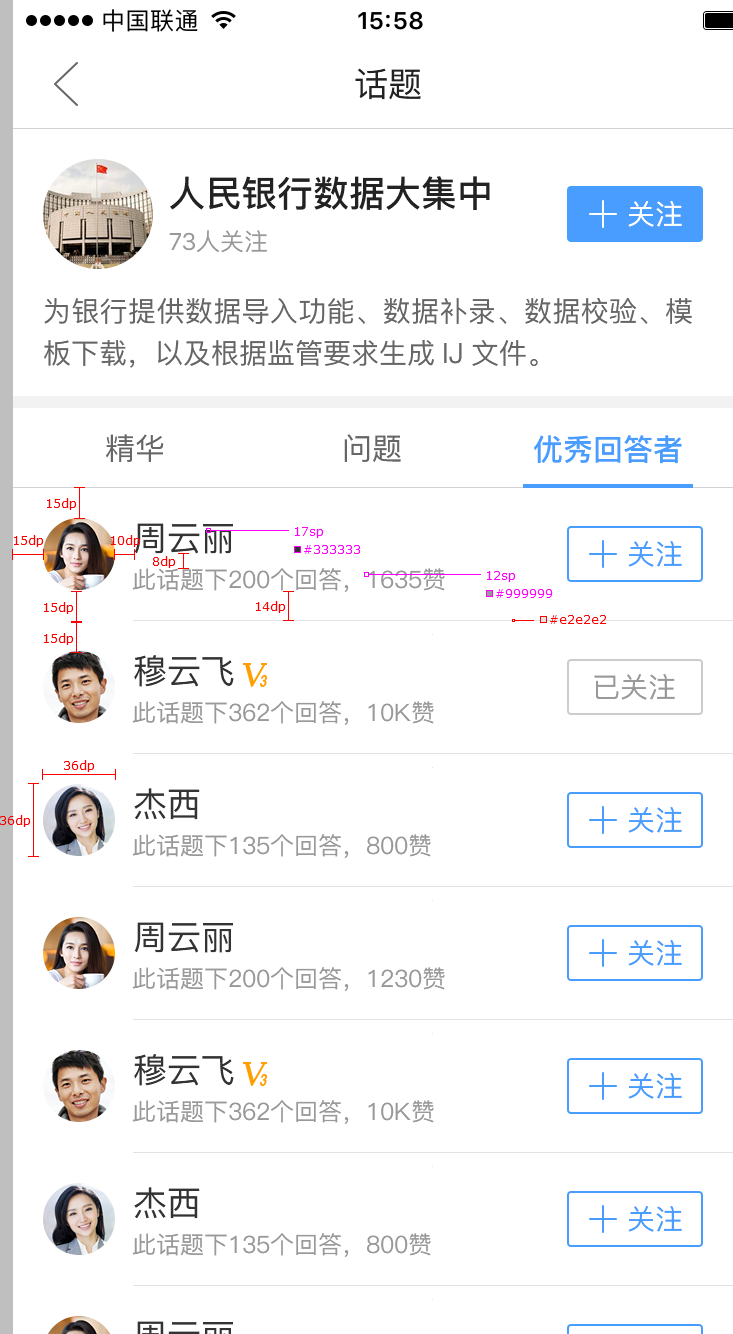 中国联通 15:58
话题
人民银行数据大集中
73人关注
关注
为银行提供数据导入功能、数据补录、数据校验、模
板下载，以及根据监管要求生成 IJ 文件。
精华 问题 优秀回答者
15dp
15dp
10dp
周云丽
17sp
#333333
8dp
此话题下200个回答，1635赞
12sp
#999999
关注
15dp
14dp
#e2e2e2
15dp
穆云飞 V3
此话题下362个回答，10K赞
已关注
36dp
36dp
杰西
此话题下135个回答，800赞
关注
周云丽
此话题下200个回答，1230赞
关注
穆云飞 V3
此话题下362个回答，10K赞
关注
杰西
此话题下135个回答，800赞
关注